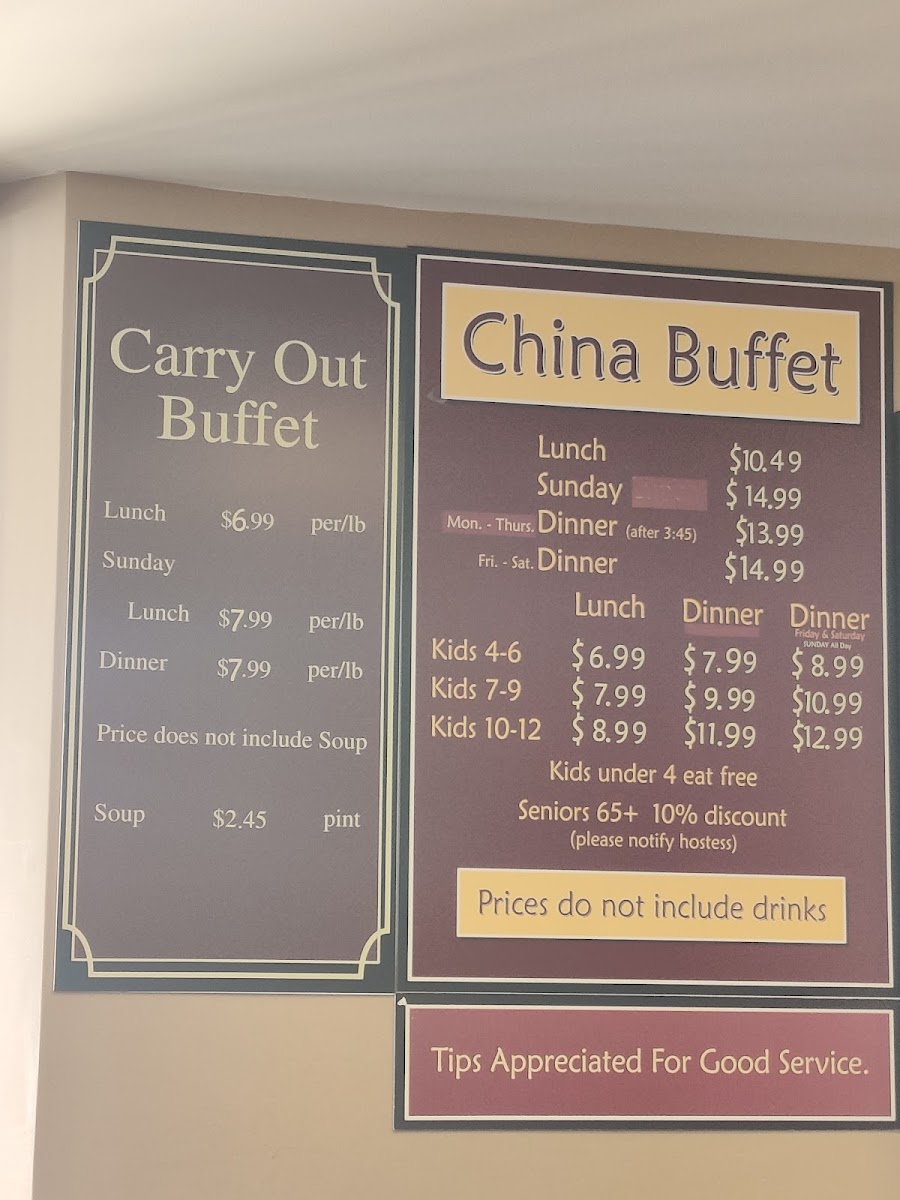 Carry Out
Buffet
Lunch $6.99 per/lb
Sunday
Lunch $7.99 per/lb
Dinner $7.99 per/lb
Price does not include Soup
Soup $2.45 pint
China Buffet
Lunch $10.49
Sunday $14.99
Mon. - Thurs. Dinner (after 3:45) $13.99
Fri. - Sat. Dinner $14.99
Lunch Dinner Dinner
Friday & Saturday
SUNDAY All Day
Kids 4-6 $6.99 $7.99 $8.99
Kids 7-9 $7.99 $9.99 $10.99
Kids 10-12 $8.99 $11.99 $12.99
Kids under 4 eat free
Seniors 65+ 10% discount
(please notify hostess)
Prices do not include drinks
Tips Appreciated For Good Service.